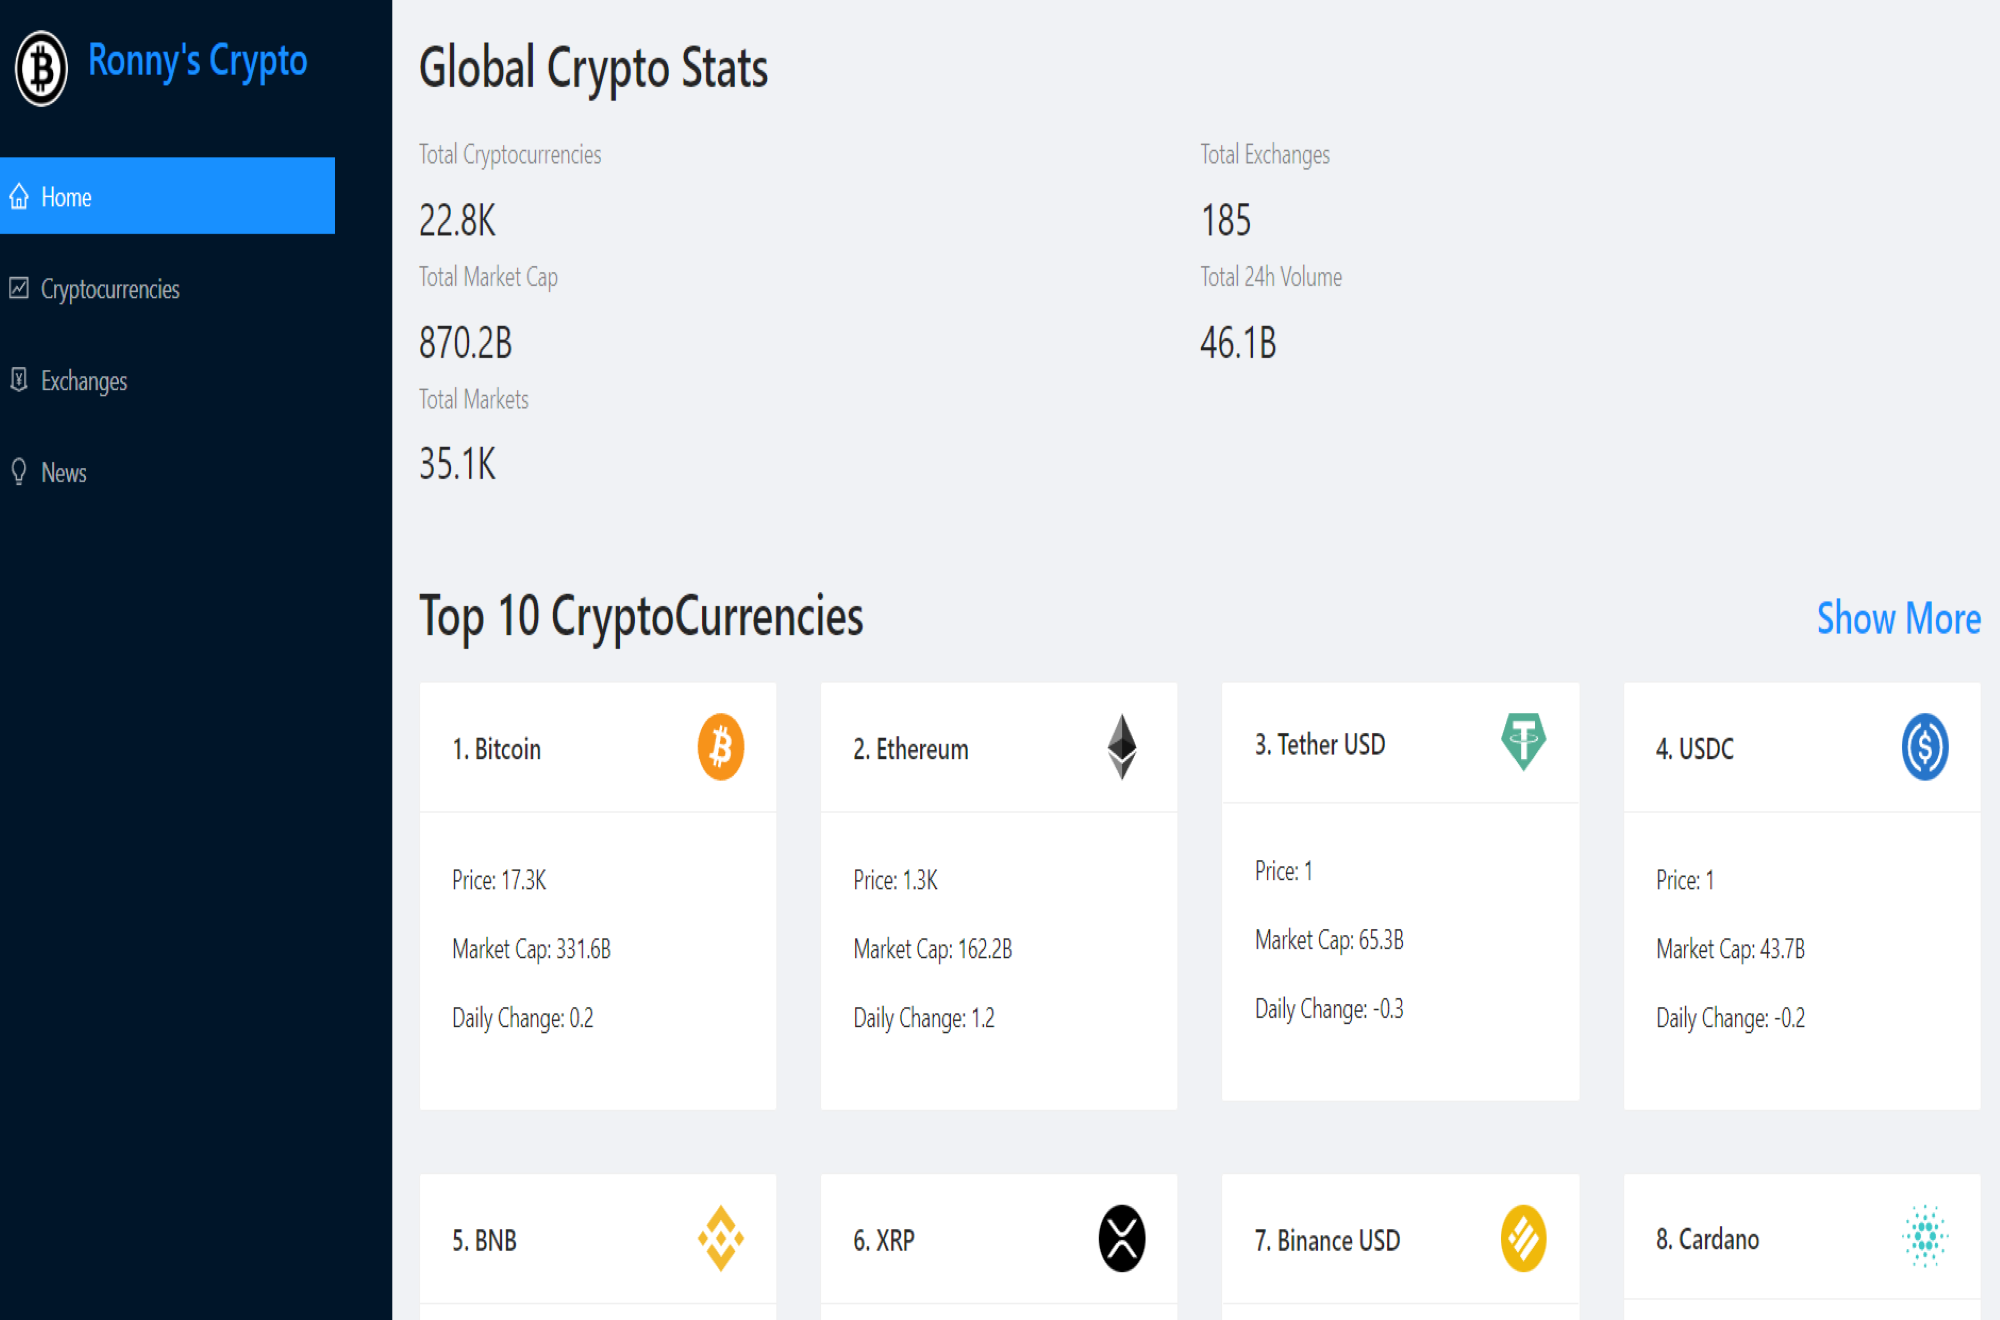 Ronny's Crypto
Home
Cryptocurrencies
Exchanges
News
Global Crypto Stats
Total Cryptocurrencies
22.8K
Total Exchanges
185
Total Market Cap
870.2B
Total 24h Volume
46.1B
Total Markets
35.1K
Top 10 CryptoCurrencies
Show More
1. Bitcoin
Price: 17.3K
Market Cap: 331.6B
Daily Change: 0.2
2. Ethereum
Price: 1.3K
Market Cap: 162.2B
Daily Change: 1.2
3. Tether USD
Price: 1
Market Cap: 65.3B
Daily Change: -0.3
4. USDC
Price: 1
Market Cap: 43.7B
Daily Change: -0.2
5. BNB
6. XRP
7. Binance USD
8. Cardano